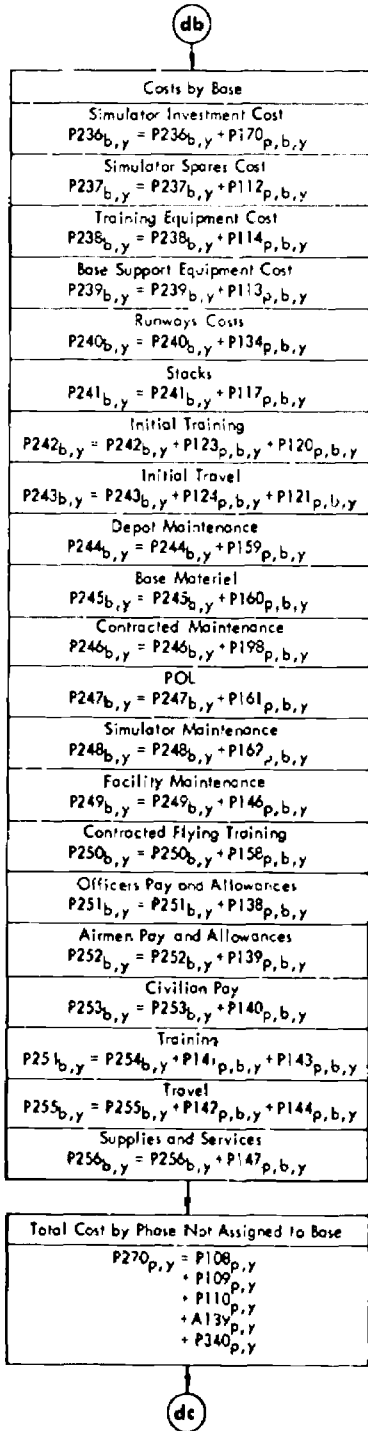 db
Costs by Base
Simulator Investment Cost
P236b,y = P236b,y + P170p,b,y
Simulator Spares Cost
P237b,y = P237b,y + P112p,b,y
Training Equipment Cost
P238b,y = P238b,y + P114p,b,y
Base Support Equipment Cost
P239b,y = P239b,y + P113p,b,y
Runways Costs
P240b,y = P240b,y + P134p,b,y
Stacks
P241b,y = P241b,y + P117p,b,y
Initial Training
P242b,y = P242b,y + P123p,b,y + P120p,b,y
Initial Travel
P243b,y = P243b,y + P124p,b,y + P121p,b,y
Depot Maintenance
P244b,y = P244b,y + P159p,b,y
Base Materiel
P245b,y = P245b,y + P160p,b,y
Contracted Maintenance
P246b,y = P246b,y + P198p,b,y
POL
P247b,y = P247b,y + P161p,b,y
Simulator Maintenance
P248b,y = P248b,y + P162p,b,y
Facility Maintenance
P249b,y = P249b,y + P146p,b,y
Contracted Flying Training
P250b,y = P250b,y + P158p,b,y
Officers Pay and Allowances
P251b,y = P251b,y + P138p,b,y
Airmen Pay and Allowances
P252b,y = P252b,y + P139p,b,y
Civilian Pay
P253b,y = P253b,y + P140p,b,y
Training
P251b,y = P254b,y + P141p,b,y + P143p,b,y
Travel
P255b,y = P255b,y + P142p,b,y + P144p,b,y
Supplies and Services
P256b,y = P256b,y + P147p,b,y
Total Cost by Phase Not Assigned to Base
P270p,y = P108p,y
+ P109p,y
+ P110p,y
+ A139p,y
+ P340p,y
dc